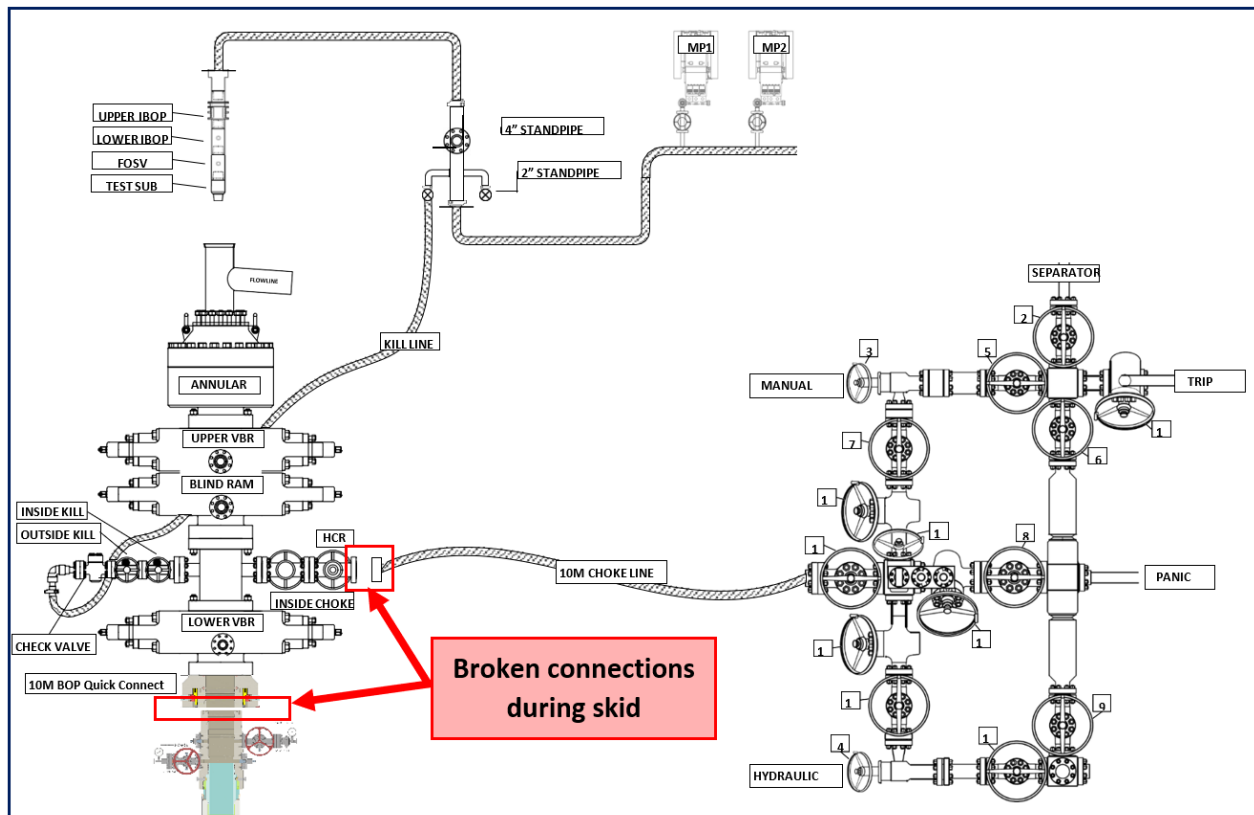 MP1
MP2
UPPER IBOP
LOWER IBOP
FOSV
TEST SUB
4" STANDPIPE
2" STANDPIPE
FLOWLINE
KILL LINE
ANNULAR
UPPER VBR
BLIND RAM
INSIDE KILL
OUTSIDE KILL
HCR
INSIDE CHOKE
LOWER VBR
CHECK VALVE
10M BOP Quick Connect
10M CHOKE LINE
Broken connections
during skid
SEPARATOR
2
3
5
MANUAL
TRIP
1
7
6
1
1
1
8
PANIC
1
1
1
9
4
1
HYDRAULIC